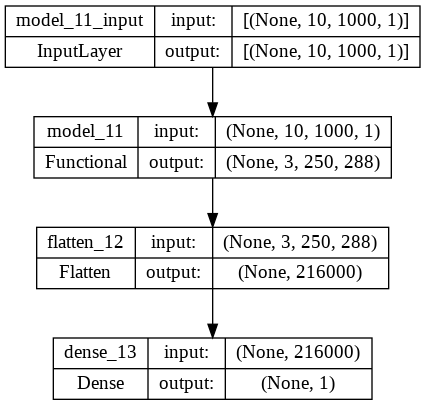 model_11_input input: [(None, 10, 1000, 1)]
InputLayer output: [(None, 10, 1000, 1)]
model_11 input: (None, 10, 1000, 1)
Functional output: (None, 3, 250, 288)
flatten_12 input: (None, 3, 250, 288)
Flatten output: (None, 216000)
dense_13 input: (None, 216000)
Dense output: (None, 1)